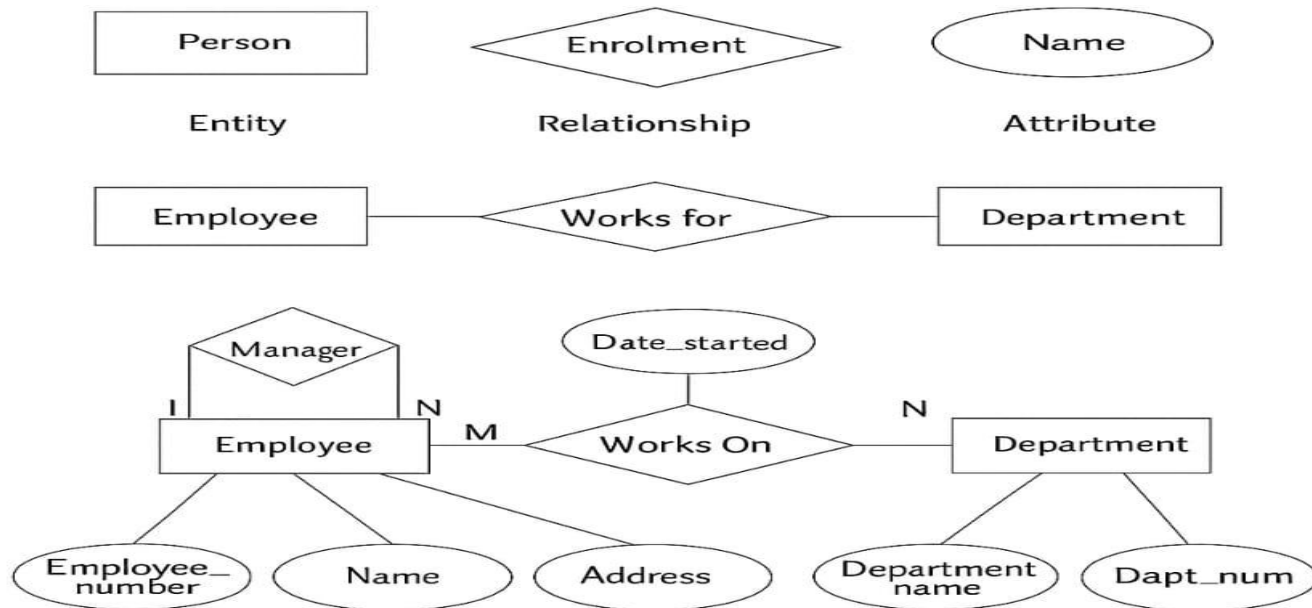 Person
Enrolment
Name
Entity
Relationship
Attribute
Employee
Works for
Department
Manager
Date_started
I
N
M
N
Employee
Works On
Department
Employee_
number
Name
Address
Department
name
Dapt_num